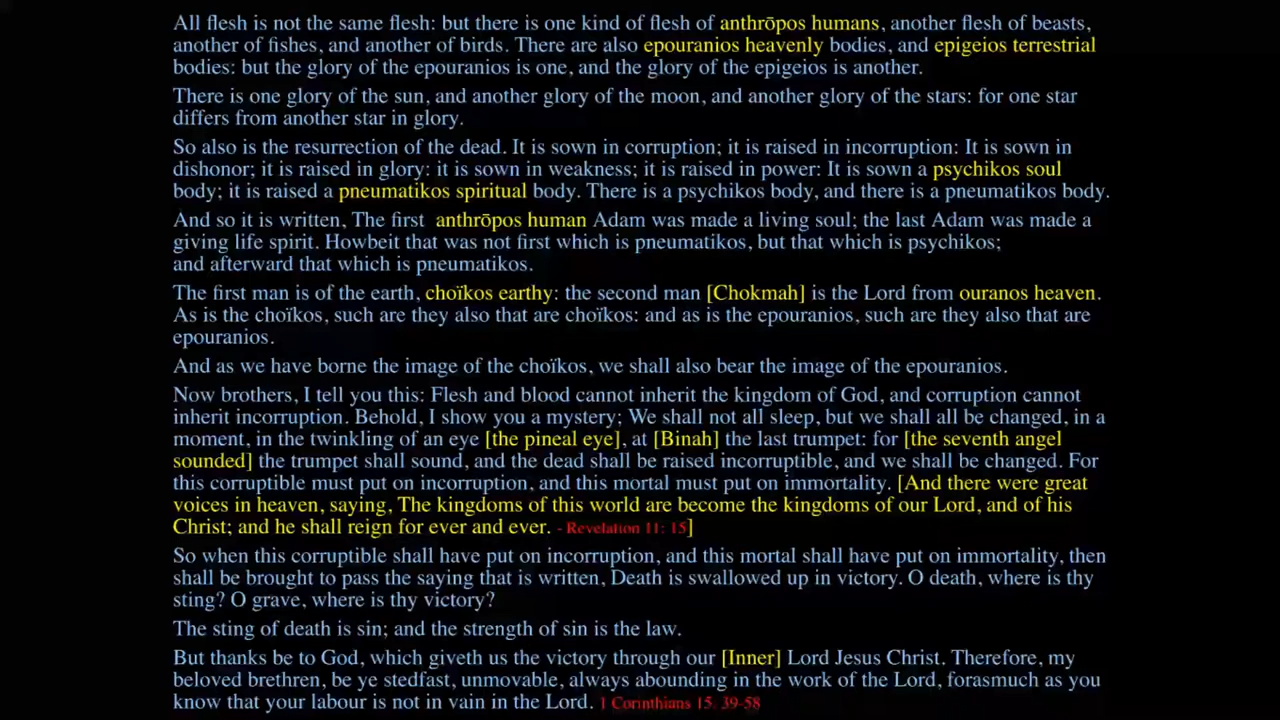 All flesh is not the same flesh: but there is one kind of flesh of anthrōpos humans, another flesh of beasts,
another of fishes, and another of birds. There are also epouranios heavenly bodies, and epigeios terrestrial
bodies: but the glory of the epouranios is one, and the glory of the epigeios is another.
There is one glory of the sun, and another glory of the moon, and another glory of the stars: for one star
differs from another star in glory.
So also is the resurrection of the dead. It is sown in corruption; it is raised in incorruption: It is sown in
dishonor; it is raised in glory: it is sown in weakness; it is raised in power: It is sown a psychikos soul
body; it is raised a pneumatikos spiritual body. There is a psychikos body, and there is a pneumatikos body.
And so it is written, The first anthrōpos human Adam was made a living soul; the last Adam was made a
giving life spirit. Howbeit that was not first which is pneumatikos, but that which is psychikos;
and afterward that which is pneumatikos.
The first man is of the earth, choïkos earthy: the second man [Chokmah] is the Lord from ouranos heaven.
As is the choïkos, such are they also that are choïkos: and as is the epouranios, such are they also that are
epouranios.
And as we have borne the image of the choïkos, we shall also bear the image of the epouranios.
Now brothers, I tell you this: Flesh and blood cannot inherit the kingdom of God, and corruption cannot
inherit incorruption. Behold, I show you a mystery; We shall not all sleep, but we shall all be changed, in a
moment, in the twinkling of an eye [the pineal eye], at [Binah] the last trumpet: for [the seventh angel
sounded] the trumpet shall sound, and the dead shall be raised incorruptible, and we shall be changed. For
this corruptible must put on incorruption, and this mortal must put on immortality. [And there were great
voices in heaven, saying, The kingdoms of this world are become the kingdoms of our Lord, and of his
Christ; and he shall reign for ever and ever. - Revelation 11: 15]
So when this corruptible shall have put on incorruption, and this mortal shall have put on immortality, then
shall be brought to pass the saying that is written, Death is swallowed up in victory. O death, where is thy
sting? O grave, where is thy victory?
The sting of death is sin; and the strength of sin is the law.
But thanks be to God, which giveth us the victory through our [Inner] Lord Jesus Christ. Therefore, my
beloved brethren, be ye stedfast, unmovable, always abounding in the work of the Lord, forasmuch as you
know that your labour is not in vain in the Lord. 1 Corinthians 15. 39-58